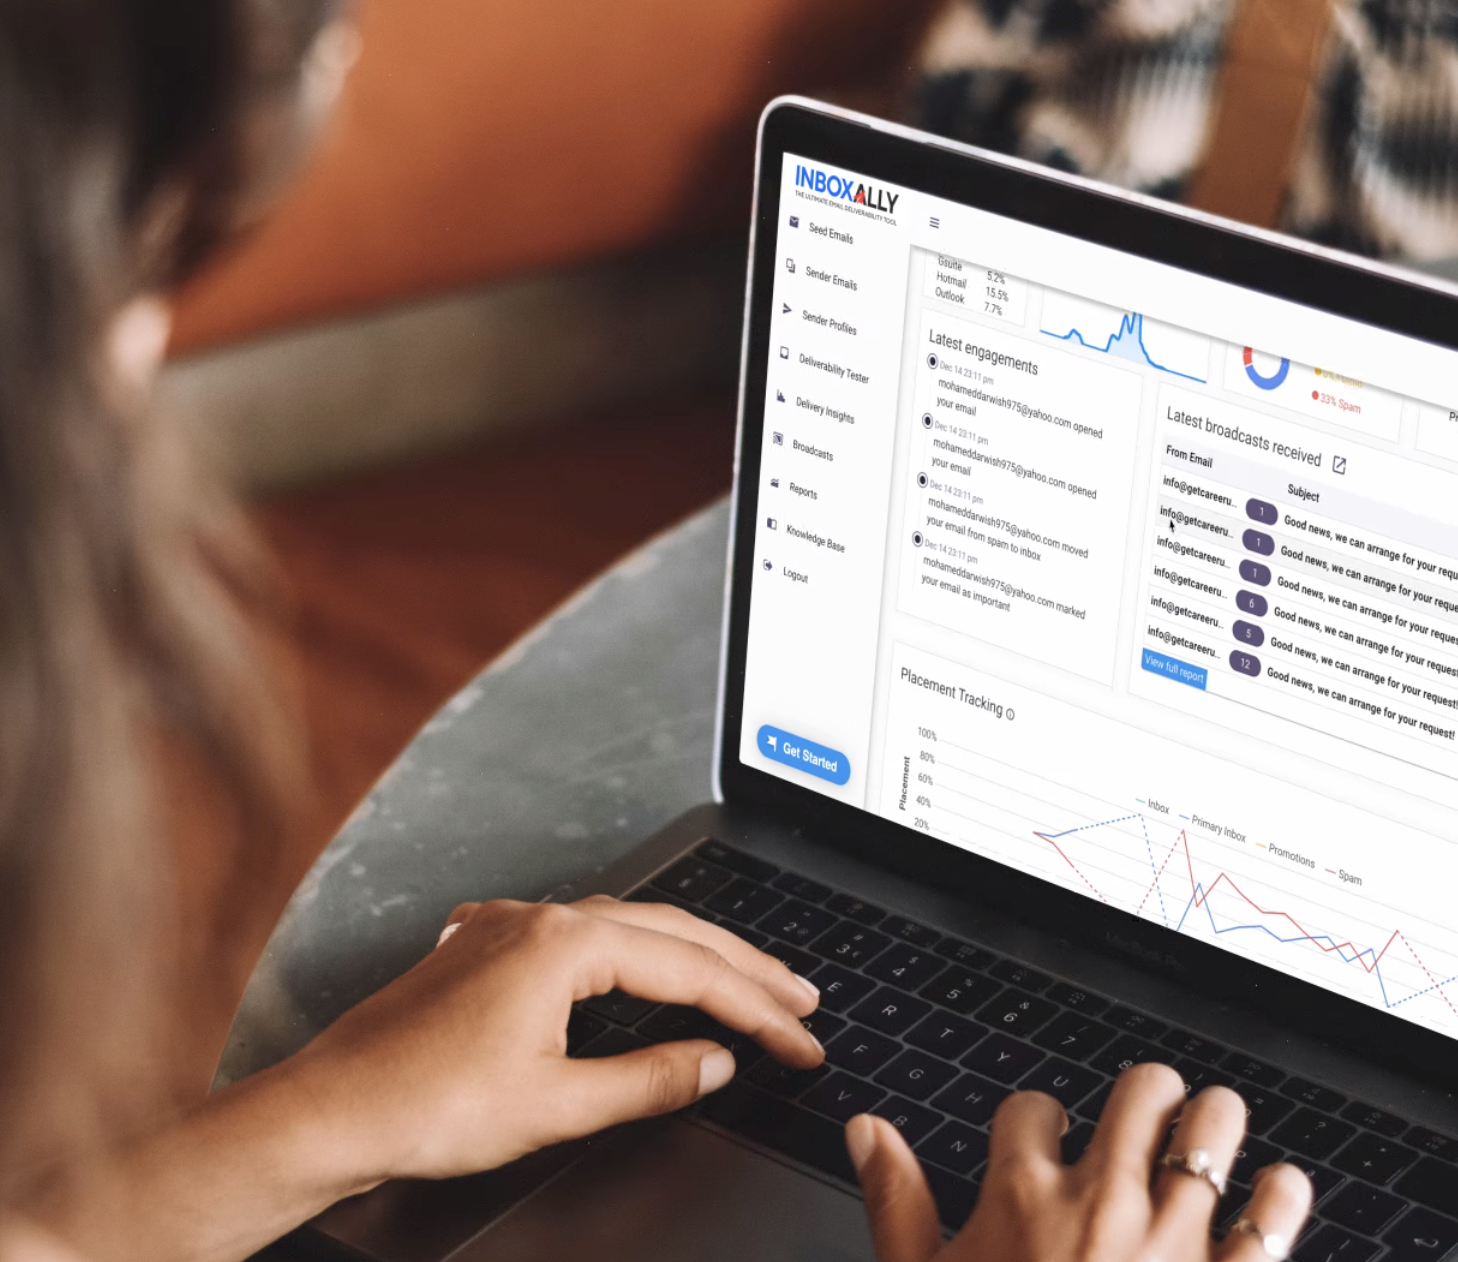 INBOXALLY
THE ULTIMATE EMAIL DELIVERABILITY TOOL
Seed Emails
Sender Emails
Sender Profiles
Deliverability Tester
Delivery Insights
Broadcasts
Reports
Knowledge Base
Logout
Get Started
Gsuite 5.2%
Hotmail 15.5%
Outlook 7.7%
33% Spam
Latest engagements
Dec 14 23:11 pm
mohameddarwish975@yahoo.com opened
your email
Dec 14 23:11 pm
mohameddarwish975@yahoo.com opened
your email
Dec 14 23:11 pm
mohameddarwish975@yahoo.com moved
your email from spam to inbox
Dec 14 23:11 pm
mohameddarwish975@yahoo.com marked
your email as important
Latest broadcasts received
From Email Subject
info@getcareeru... 1 Good news, we can arrange for your requ
info@getcareeru... 1 Good news, we can arrange for your reque
info@getcareeru... 1 Good news, we can arrange for your reques
info@getcareeru... 6 Good news, we can arrange for your request
info@getcareeru... 5 Good news, we can arrange for your request!
info@getcareeru... 12 Good news, we can arrange for your request!
View full report
Placement Tracking
Placement
100%
80%
60%
40%
20%
Inbox Primary Inbox Promotions Spam
1 2 3 4 5 6 7 8
E R T Y U
F G H
V B N